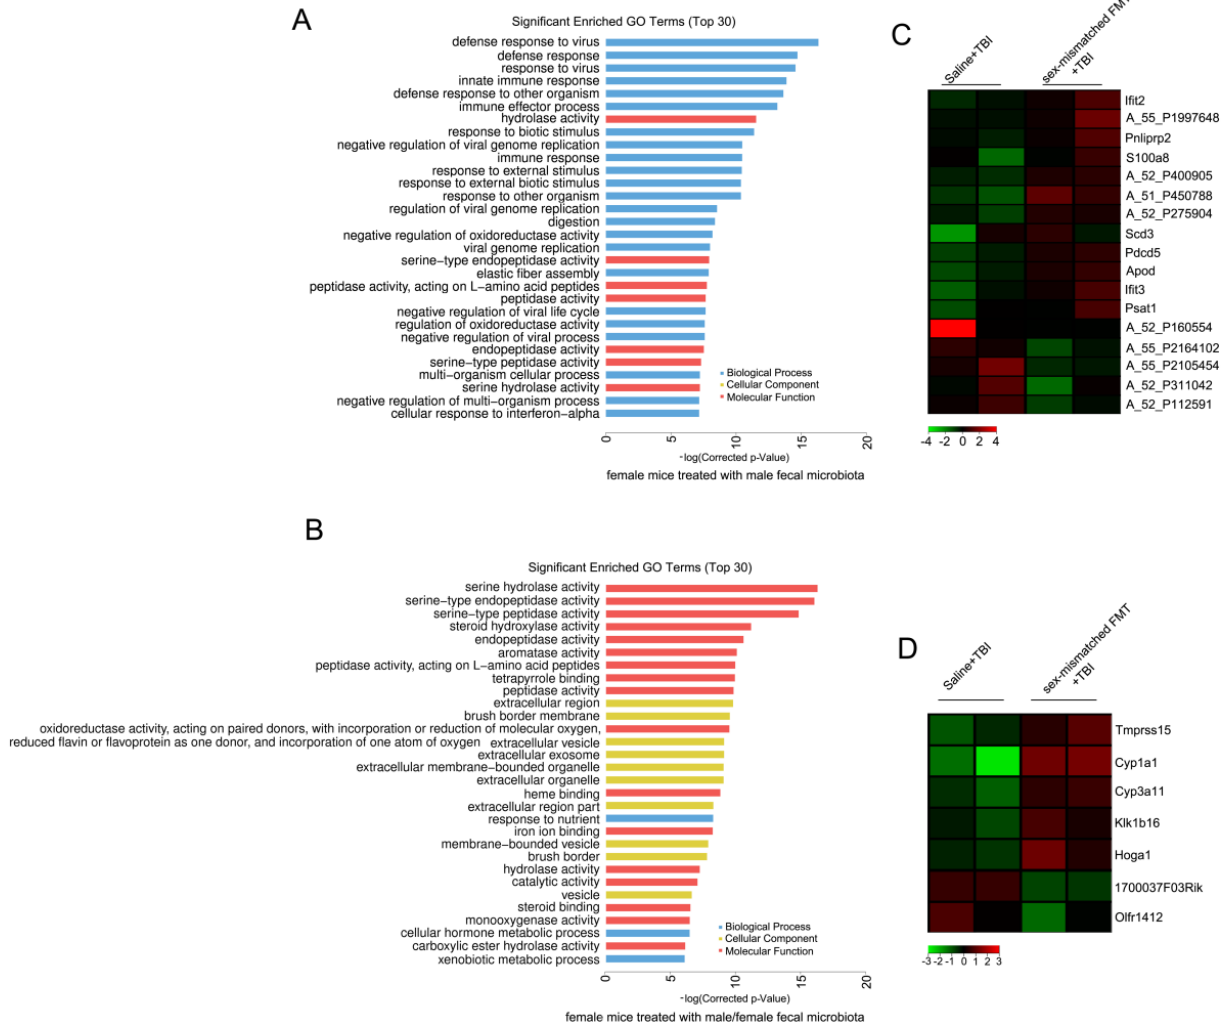 A
Significant Enriched GO Terms (Top 30)
defense response to virus
defense response
response to virus
innate immune response
defense response to other organism
immune effector process
hydrolase activity
response to biotic stimulus
negative regulation of viral genome replication
immune response
response to external stimulus
response to external biotic stimulus
response to other organism
regulation of viral genome replication
digestion
negative regulation of oxidoreductase activity
viral genome replication
serine-type endopeptidase activity
elastic fiber assembly
peptidase activity, acting on L-amino acid peptides
peptidase activity
negative regulation of viral life cycle
regulation of oxidoreductase activity
negative regulation of viral process
endopeptidase activity
serine-type peptidase activity
multi-organism cellular process
serine hydrolase activity
negative regulation of multi-organism process
cellular response to interferon-alpha
Biological Process
Cellular Component
Molecular Function
0 5 10 15 20
-log(Corrected p-Value)
female mice treated with male fecal microbiota
C
Saline+TBI
sex-mismatched FMT
+TBI
Ifit2
A_55_P1997648
Pnliprp2
S100a8
A_52_P400905
A_51_P450788
A_52_P275904
Scd3
Pdcd5
Apod
Ifit3
Psat1
A_52_P160554
A_55_P2164102
A_55_P2105454
A_52_P311042
A_52_P112591
-4 -2 0 2 4
B
Significant Enriched GO Terms (Top 30)
serine hydrolase activity
serine-type endopeptidase activity
serine-type peptidase activity
steroid hydroxylase activity
endopeptidase activity
aromatase activity
peptidase activity, acting on L-amino acid peptides
tetrapyrrole binding
peptidase activity
extracellular region
brush border membrane
oxidoreductase activity, acting on paired donors, with incorporation or reduction of molecular oxygen,
reduced flavin or flavoprotein as one donor, and incorporation of one atom of oxygen
extracellular vesicle
extracellular exosome
extracellular membrane-bounded organelle
extracellular organelle
heme binding
extracellular region part
response to nutrient
iron ion binding
membrane-bounded vesicle
brush border
hydrolase activity
catalytic activity
vesicle
steroid binding
monooxygenase activity
cellular hormone metabolic process
carboxylic ester hydrolase activity
xenobiotic metabolic process
Biological Process
Cellular Component
Molecular Function
0 5 10 15 20
-log(Corrected p-Value)
female mice treated with male/female fecal microbiota
D
Saline+TBI
sex-mismatched FMT
+TBI
Tmprss15
Cyp1a1
Cyp3a11
Klk1b16
Hoga1
1700037F03Rik
Olfr1412
-3 -2 -1 0 1 2 3